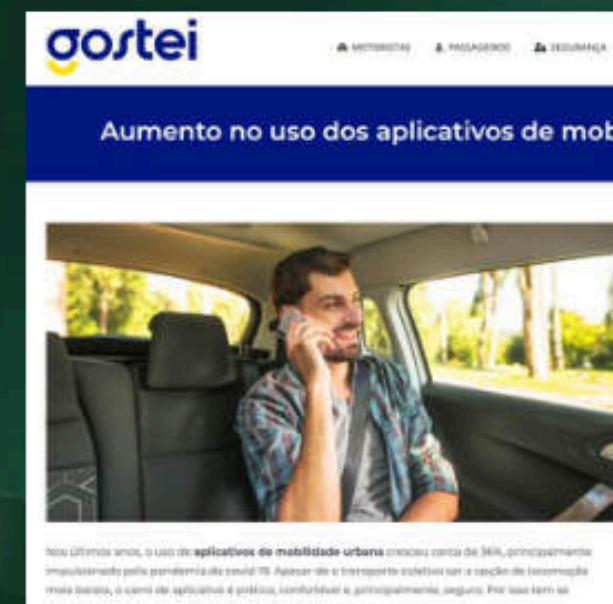 gostei
MOTORISTAS PASSAGEIROS SEGURANÇA
Aumento no uso dos aplicativos de mob
Nos últimos anos, o uso de aplicativos de mobilidade urbana cresceu cerca de 36%, principalmente
impulsionado pela pandemia da covid 19. Apesar de o transporte coletivo ser a opção de locomoção
mais barata, o carro de aplicativo é prático, confortável e, principalmente, seguro. Por isso tem se